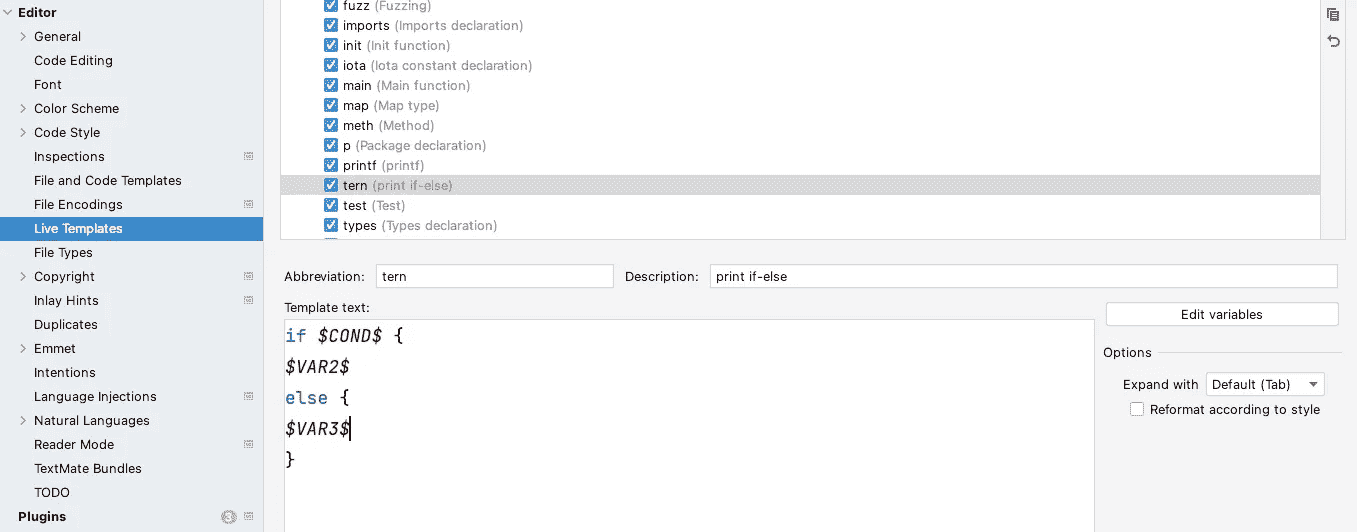 Editor
General
Code Editing
Font
Color Scheme
Code Style
Inspections
File and Code Templates
File Encodings
Live Templates
File Types
Copyright
Inlay Hints
Duplicates
Emmet
Intentions
Language Injections
Natural Languages
Reader Mode
TextMate Bundles
TODO
Plugins
fuzz (Fuzzing)
imports (Imports declaration)
init (Init function)
iota (Iota constant declaration)
main (Main function)
map (Map type)
meth (Method)
p (Package declaration)
printf (printf)
tern (print if-else)
test (Test)
types (Types declaration)
Abbreviation: tern Description: print if-else
Template text:
if $COND$ {
$VAR2$
else {
$VAR3$
}
Edit variables
Options
Expand with Default (Tab)
Reformat according to style